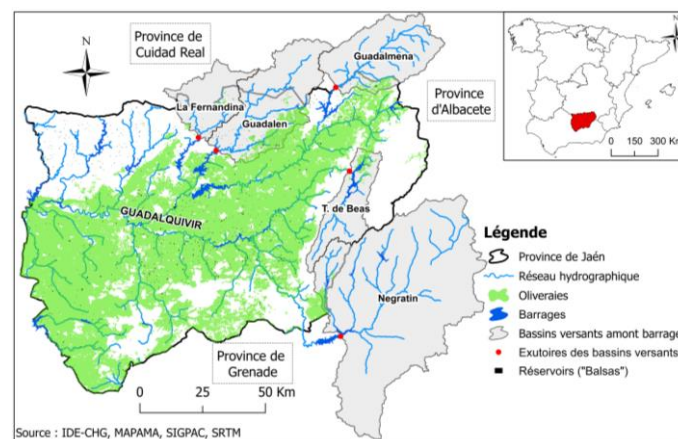 Province de
Cuidad Real
N
Guadalmena
Province
d'Albacete
La Fernandina
Guadalen
N
0 150 300 Km
GUADALQUIVIR
T. de Beas
Negratin
Province de
Grenade
0 25 50 Km
Légende
Province de Jaén
Réseau hydrographique
Oliveraies
Barrages
Bassins versants amont barrage
Exutoires des bassins versants
Réservoirs ("Balsas")
Source : IDE-CHG, MAPAMA, SIGPAC, SRTM